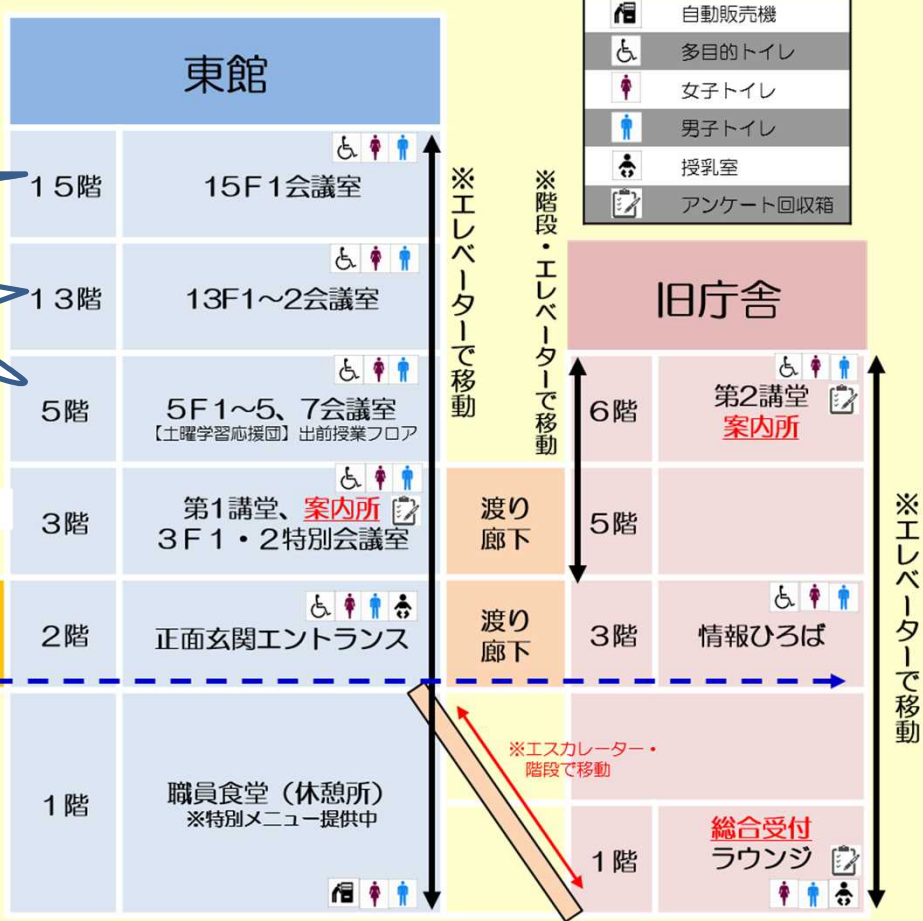 自動販売機
多目的トイレ
女子トイレ
男子トイレ
授乳室
アンケート回収箱
東館
15階
15F1会議室
13階
13F1～2会議室
5階
5F1～5、7会議室
【土曜学習応援団】出前授業フロア
3階
第1講堂、案内所
3F1・2特別会議室
2階
正面玄関エントランス
1階
職員食堂（休憩所）
※特別メニュー提供中
※エレベーターで移動
※階段・エレベーターで移動
渡り
廊下
渡り
廊下
※エスカレーター・
階段で移動
旧庁舎
6階
第2講堂
案内所
5階
3階
情報ひろば
1階
総合受付
ラウンジ
※エレベーターで移動